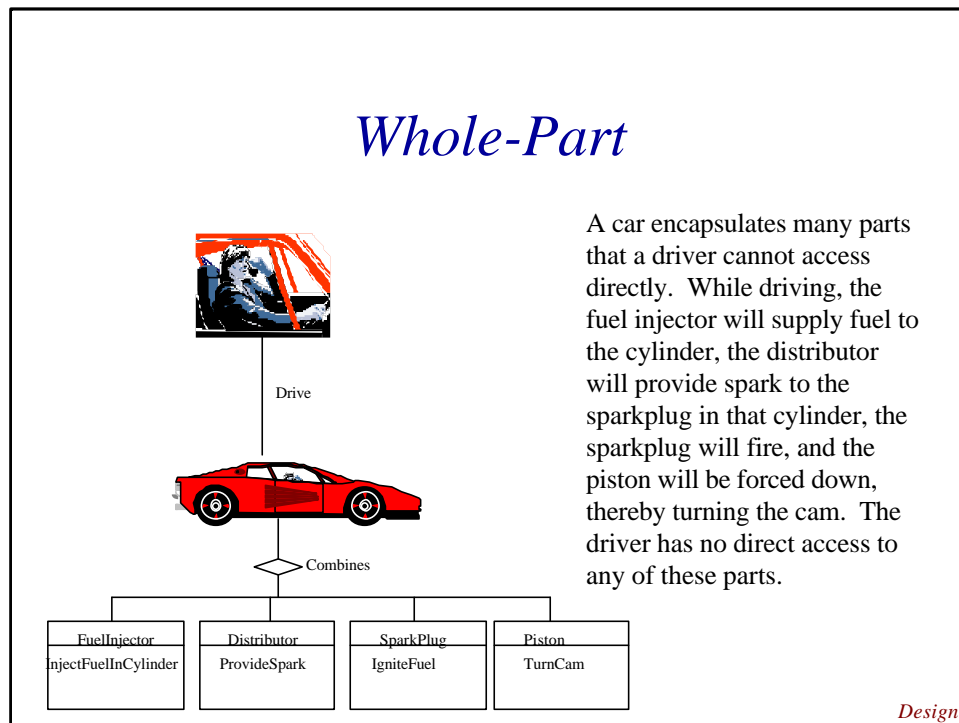 Whole-Part
A car encapsulates many parts
that a driver cannot access
directly.  While driving, the
fuel injector will supply fuel to
the cylinder, the distributor
will provide spark to the
sparkplug in that cylinder, the
sparkplug will fire, and the
piston will be forced down,
thereby turning the cam.  The
driver has no direct access to
any of these parts.
Drive
Combines
FuelInjector
InjectFuelInCylinder
Distributor
ProvideSpark
SparkPlug
IgniteFuel
Piston
TurnCam
Design